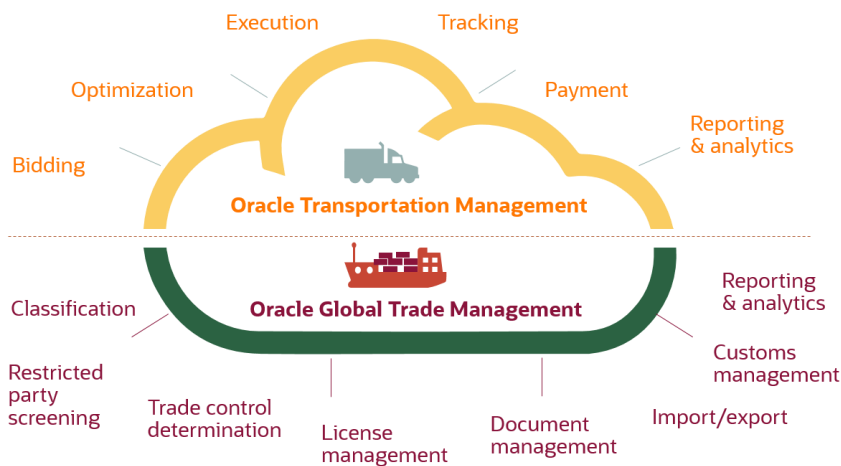 Execution
Tracking
Optimization
Payment
Bidding
Reporting
& analytics
Oracle Transportation Management
Oracle Global Trade Management
Classification
Reporting
& analytics
Restricted
party
screening
Trade control
determination
License
management
Document
management
Customs
management
Import/export